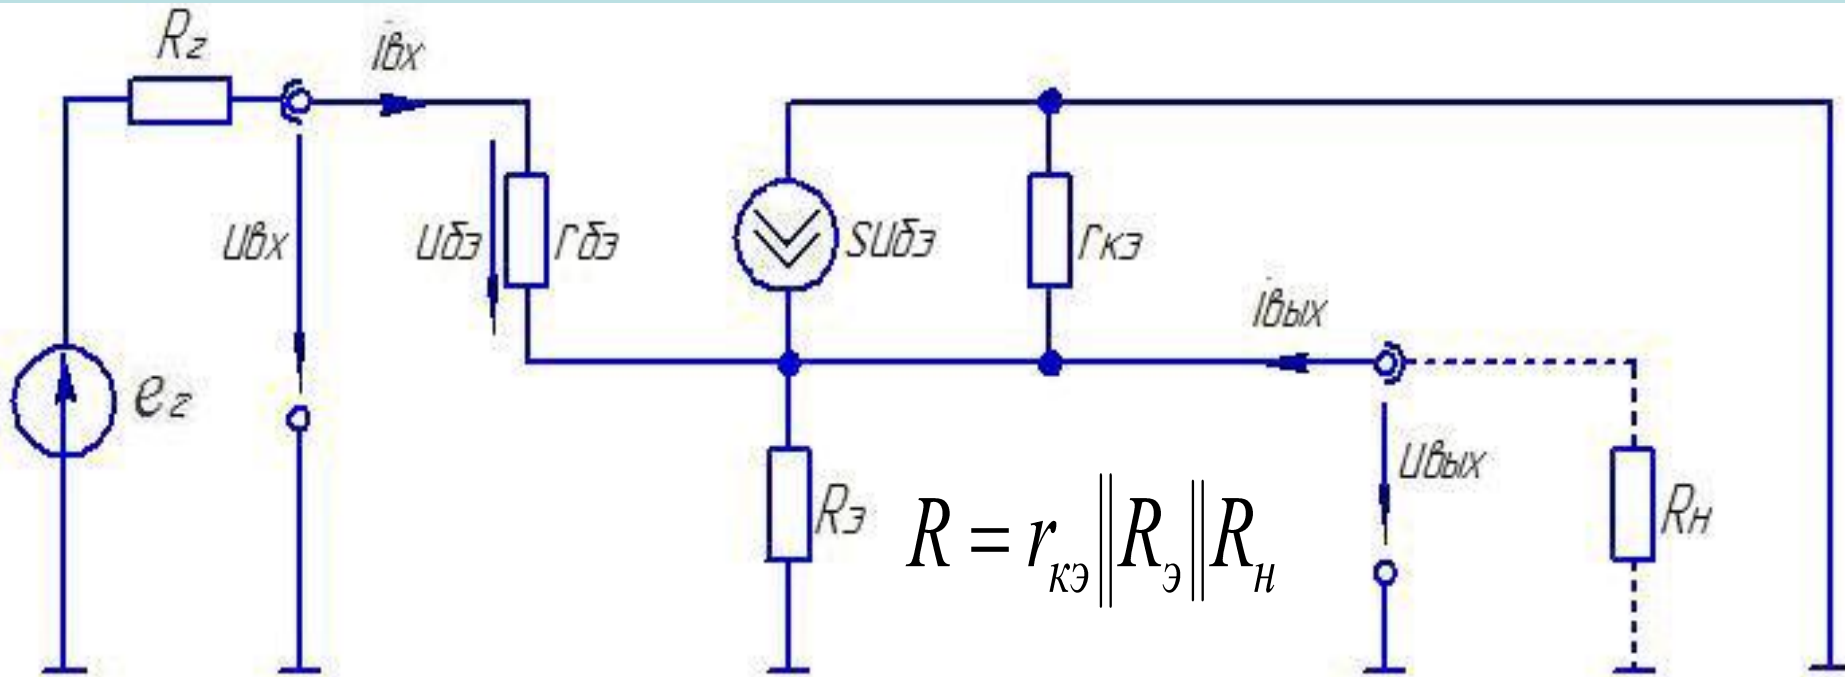 Rг
iвх
uвх
uбэ
rбэ
Suбэ
rкэ
iвых
eг
uвых
Rэ
R = rкэ||Rэ||Rн
Rн